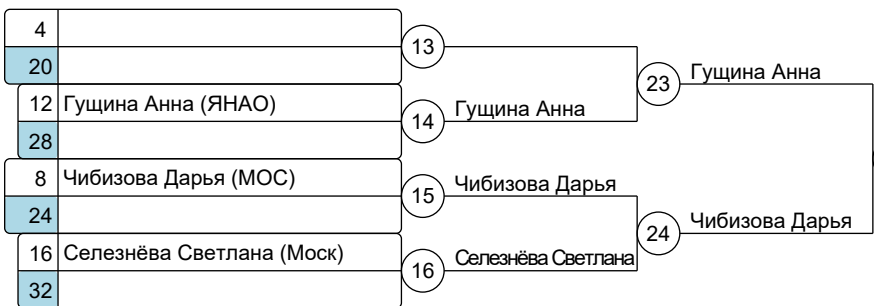 4
13
20
23 Гущина Анна
12 Гущина Анна (ЯНАО)
14 Гущина Анна
28
8 Чибизова Дарья (МОС)
15 Чибизова Дарья
24
24 Чибизова Дарья
16 Селезнёва Светлана (Моск)
16 Селезнёва Светлана
32